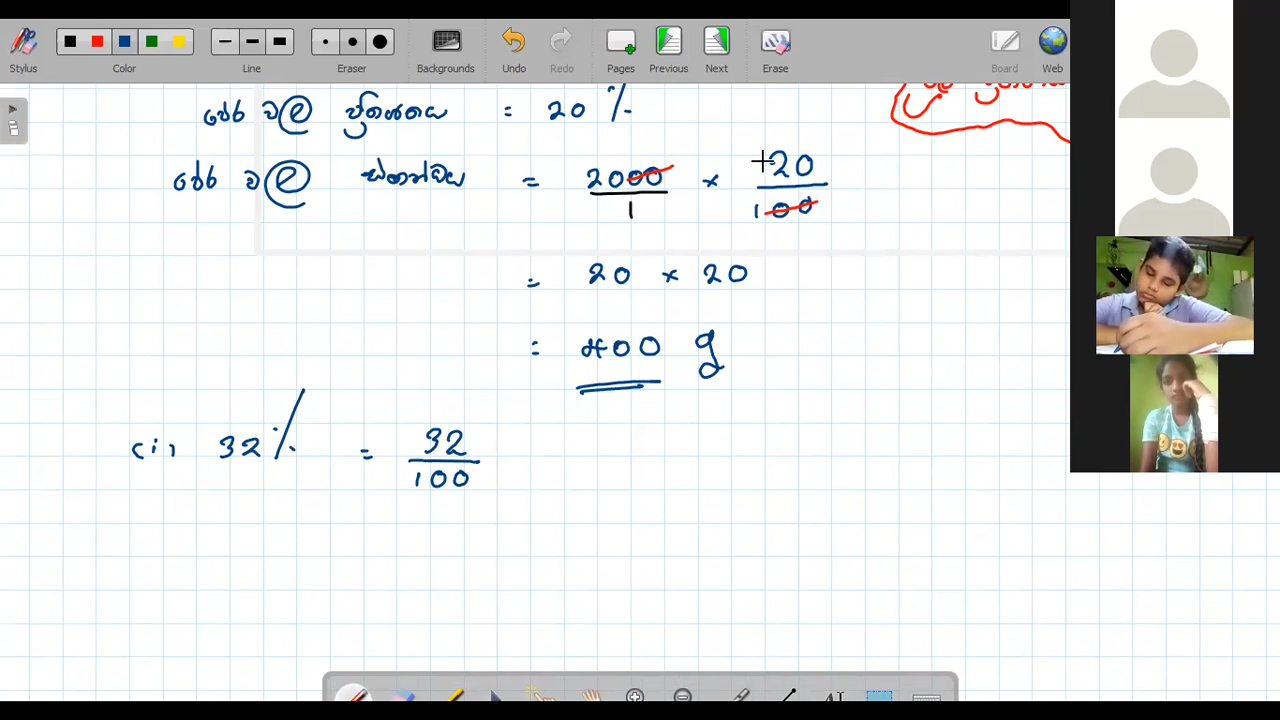 Stylus Color Line Eraser Backgrounds Undo Redo Pages Previous Next Erase Board Web
පේර වල ප්‍රතිශතය = 20 %
පේර වල ස්කන්ධය = 2000/1 × 20/100
= 20 × 20
= 400 g
(i) 32 % = 32/100